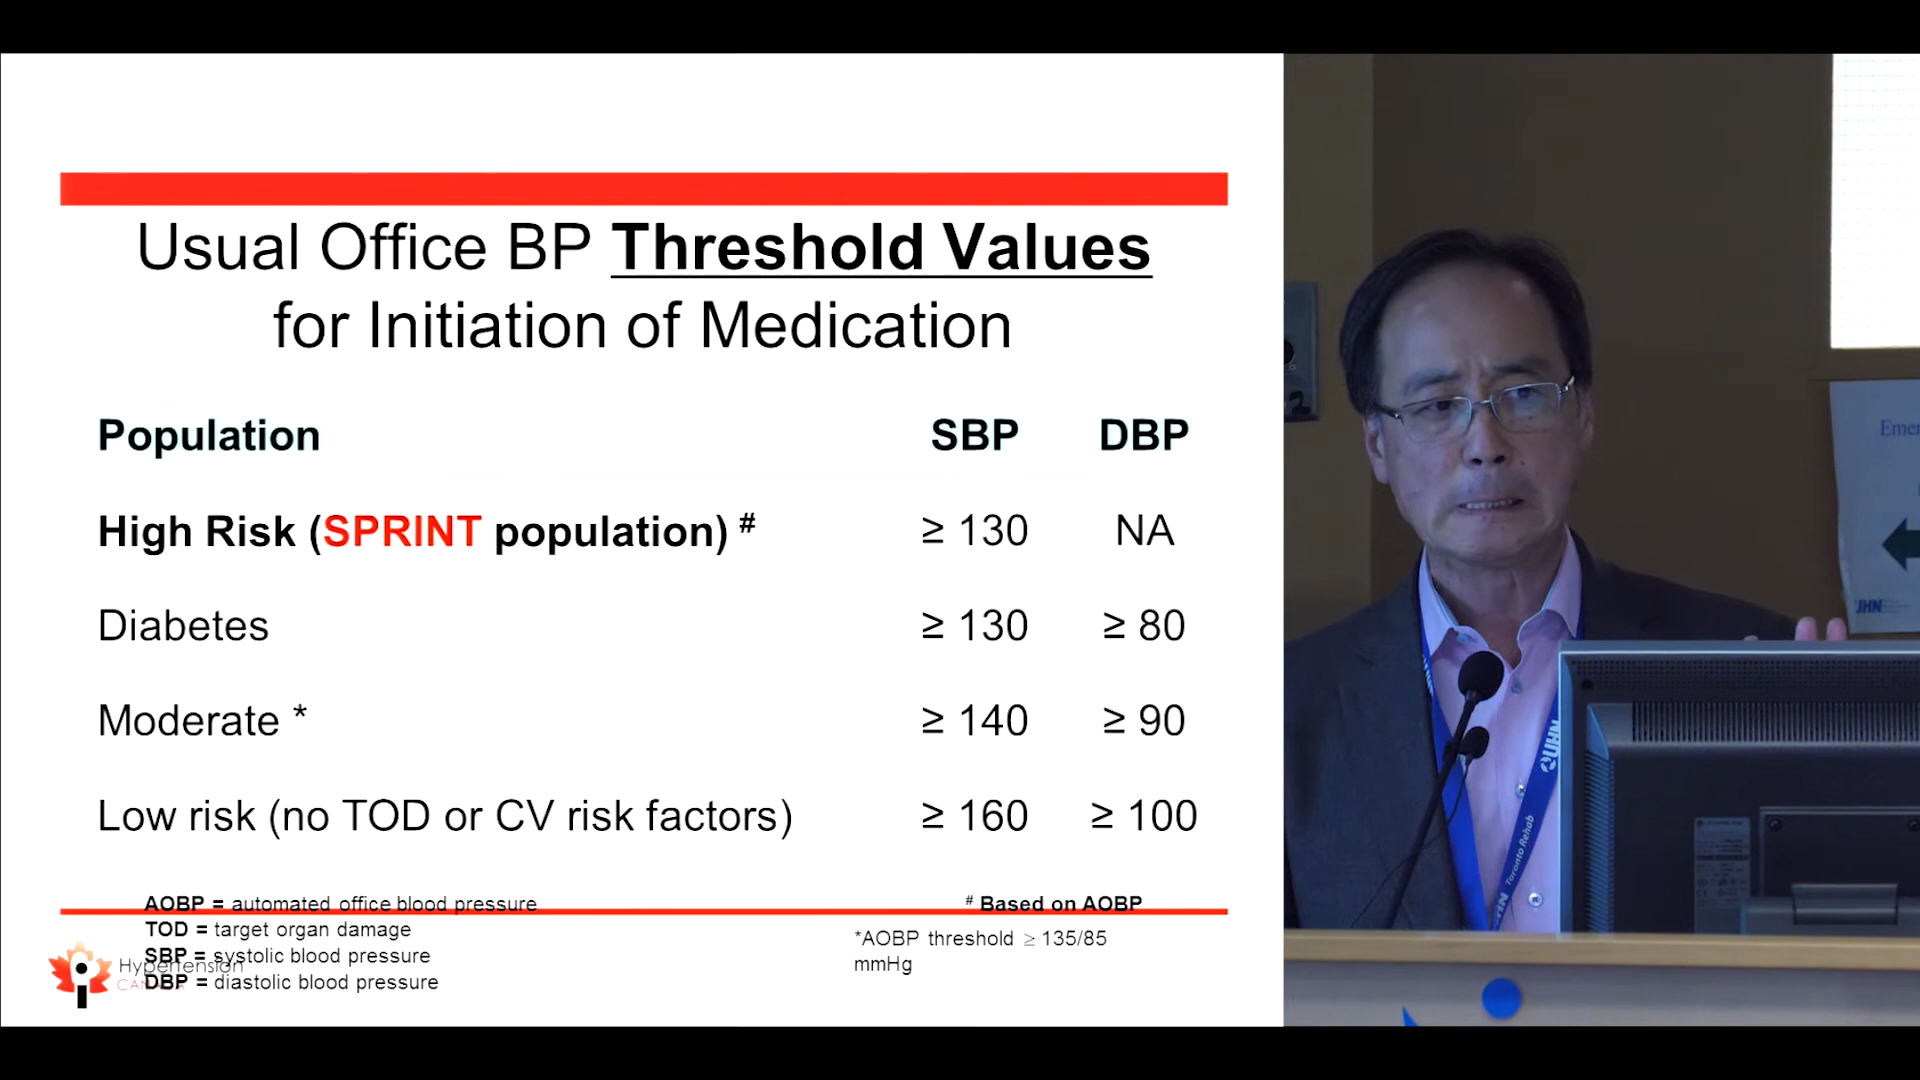 Usual Office BP Threshold Values
for Initiation of Medication
Population SBP DBP
High Risk (SPRINT population) # ≥ 130 NA
Diabetes ≥ 130 ≥ 80
Moderate * ≥ 140 ≥ 90
Low risk (no TOD or CV risk factors) ≥ 160 ≥ 100
AOBP = automated office blood pressure
TOD = target organ damage
SBP = systolic blood pressure
DBP = diastolic blood pressure
# Based on AOBP
*AOBP threshold ≥ 135/85
mmHg
Hypertension
CANADA
UHN
Toronto Rehab